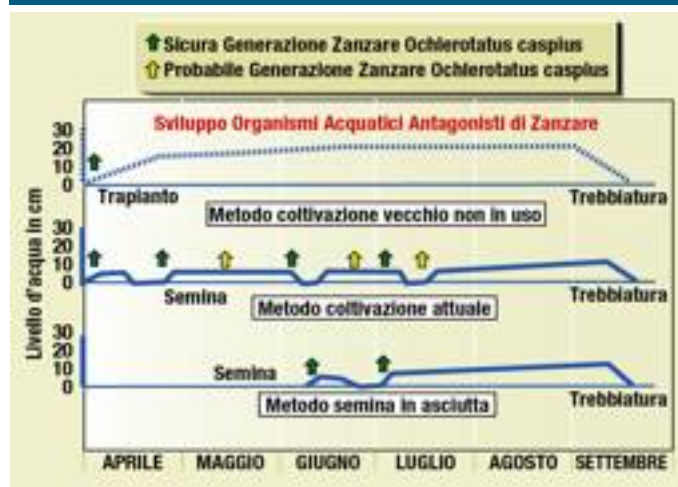 Sicura Generazione Zanzare Ochlerotatus caspius
Probabile Generazione Zanzare Ochlerotatus caspius
Sviluppo Organismi Acquatici Antagonisti di Zanzare
Livello d'acqua in cm
30
20
10
0
Trapianto
Trebbiatura
Metodo coltivazione vecchio non in uso
30
20
10
0
Semina
Trebbiatura
Metodo coltivazione attuale
30
20
10
0
Semina
Trebbiatura
Metodo semina in asciutta
APRILE MAGGIO GIUGNO LUGLIO AGOSTO SETTEMBRE